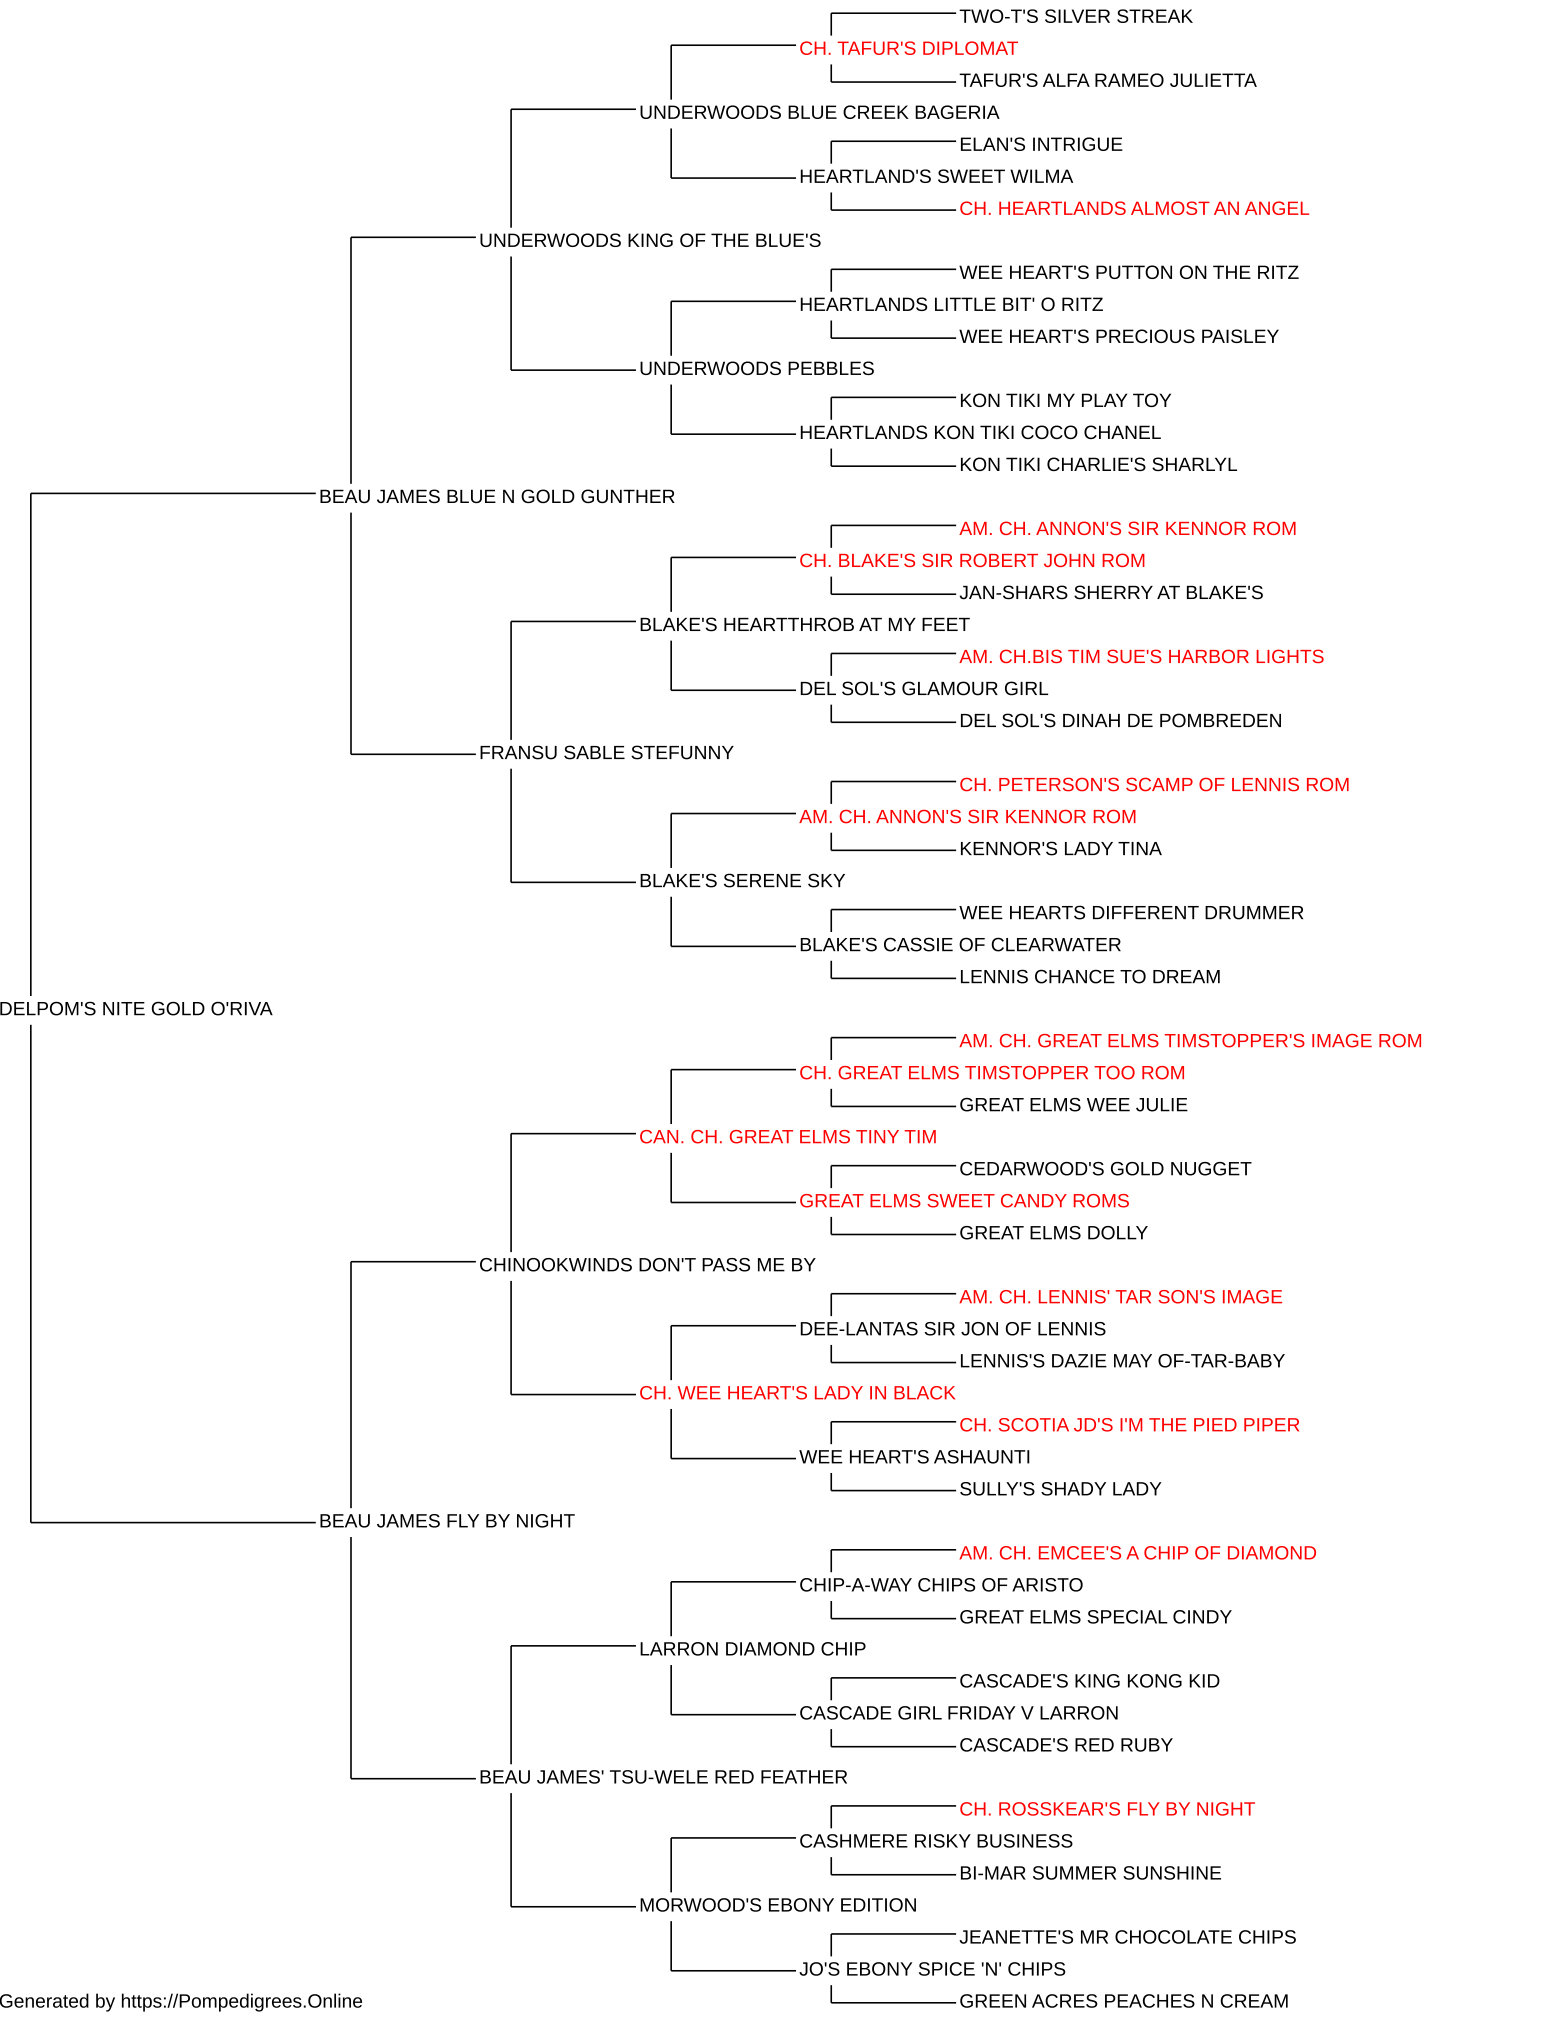 TWO-T'S SILVER STREAK
CH. TAFUR'S DIPLOMAT
TAFUR'S ALFA RAMEO JULIETTA
UNDERWOODS BLUE CREEK BAGERIA
ELAN'S INTRIGUE
HEARTLAND'S SWEET WILMA
CH. HEARTLANDS ALMOST AN ANGEL
UNDERWOODS KING OF THE BLUE'S
WEE HEART'S PUTTON ON THE RITZ
HEARTLANDS LITTLE BIT' O RITZ
WEE HEART'S PRECIOUS PAISLEY
UNDERWOODS PEBBLES
KON TIKI MY PLAY TOY
HEARTLANDS KON TIKI COCO CHANEL
KON TIKI CHARLIE'S SHARLYL
BEAU JAMES BLUE N GOLD GUNTHER
AM. CH. ANNON'S SIR KENNOR ROM
CH. BLAKE'S SIR ROBERT JOHN ROM
JAN-SHARS SHERRY AT BLAKE'S
BLAKE'S HEARTTHROB AT MY FEET
AM. CH.BIS TIM SUE'S HARBOR LIGHTS
DEL SOL'S GLAMOUR GIRL
DEL SOL'S DINAH DE POMBREDEN
FRANSU SABLE STEFUNNY
CH. PETERSON'S SCAMP OF LENNIS ROM
AM. CH. ANNON'S SIR KENNOR ROM
KENNOR'S LADY TINA
BLAKE'S SERENE SKY
WEE HEARTS DIFFERENT DRUMMER
BLAKE'S CASSIE OF CLEARWATER
LENNIS CHANCE TO DREAM
DELPOM'S NITE GOLD O'RIVA
AM. CH. GREAT ELMS TIMSTOPPER'S IMAGE ROM
CH. GREAT ELMS TIMSTOPPER TOO ROM
GREAT ELMS WEE JULIE
CAN. CH. GREAT ELMS TINY TIM
CEDARWOOD'S GOLD NUGGET
GREAT ELMS SWEET CANDY ROMS
GREAT ELMS DOLLY
CHINOOKWINDS DON'T PASS ME BY
AM. CH. LENNIS' TAR SON'S IMAGE
DEE-LANTAS SIR JON OF LENNIS
LENNIS'S DAZIE MAY OF-TAR-BABY
CH. WEE HEART'S LADY IN BLACK
CH. SCOTIA JD'S I'M THE PIED PIPER
WEE HEART'S ASHAUNTI
SULLY'S SHADY LADY
BEAU JAMES FLY BY NIGHT
AM. CH. EMCEE'S A CHIP OF DIAMOND
CHIP-A-WAY CHIPS OF ARISTO
GREAT ELMS SPECIAL CINDY
LARRON DIAMOND CHIP
CASCADE'S KING KONG KID
CASCADE GIRL FRIDAY V LARRON
CASCADE'S RED RUBY
BEAU JAMES' TSU-WELE RED FEATHER
CH. ROSSKEAR'S FLY BY NIGHT
CASHMERE RISKY BUSINESS
BI-MAR SUMMER SUNSHINE
MORWOOD'S EBONY EDITION
JEANETTE'S MR CHOCOLATE CHIPS
JO'S EBONY SPICE 'N' CHIPS
GREEN ACRES PEACHES N CREAM
Generated by https://Pompedigrees.Online